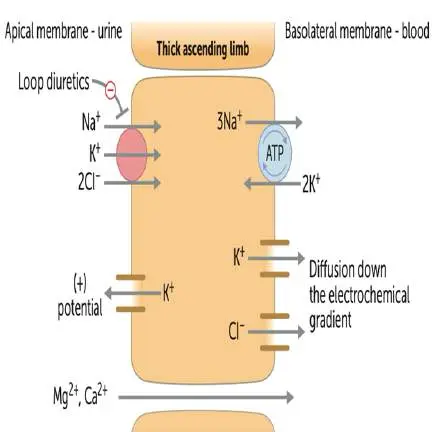 Apical membrane - urine
Basolateral membrane - blood
Thick ascending limb
Loop diuretics
Na⁺
K⁺
2Cl⁻
3Na⁺
ATP
2K⁺
K⁺
Diffusion down
the electrochemical
gradient
(+)
potential
K⁺
Cl⁻
Mg²⁺, Ca²⁺